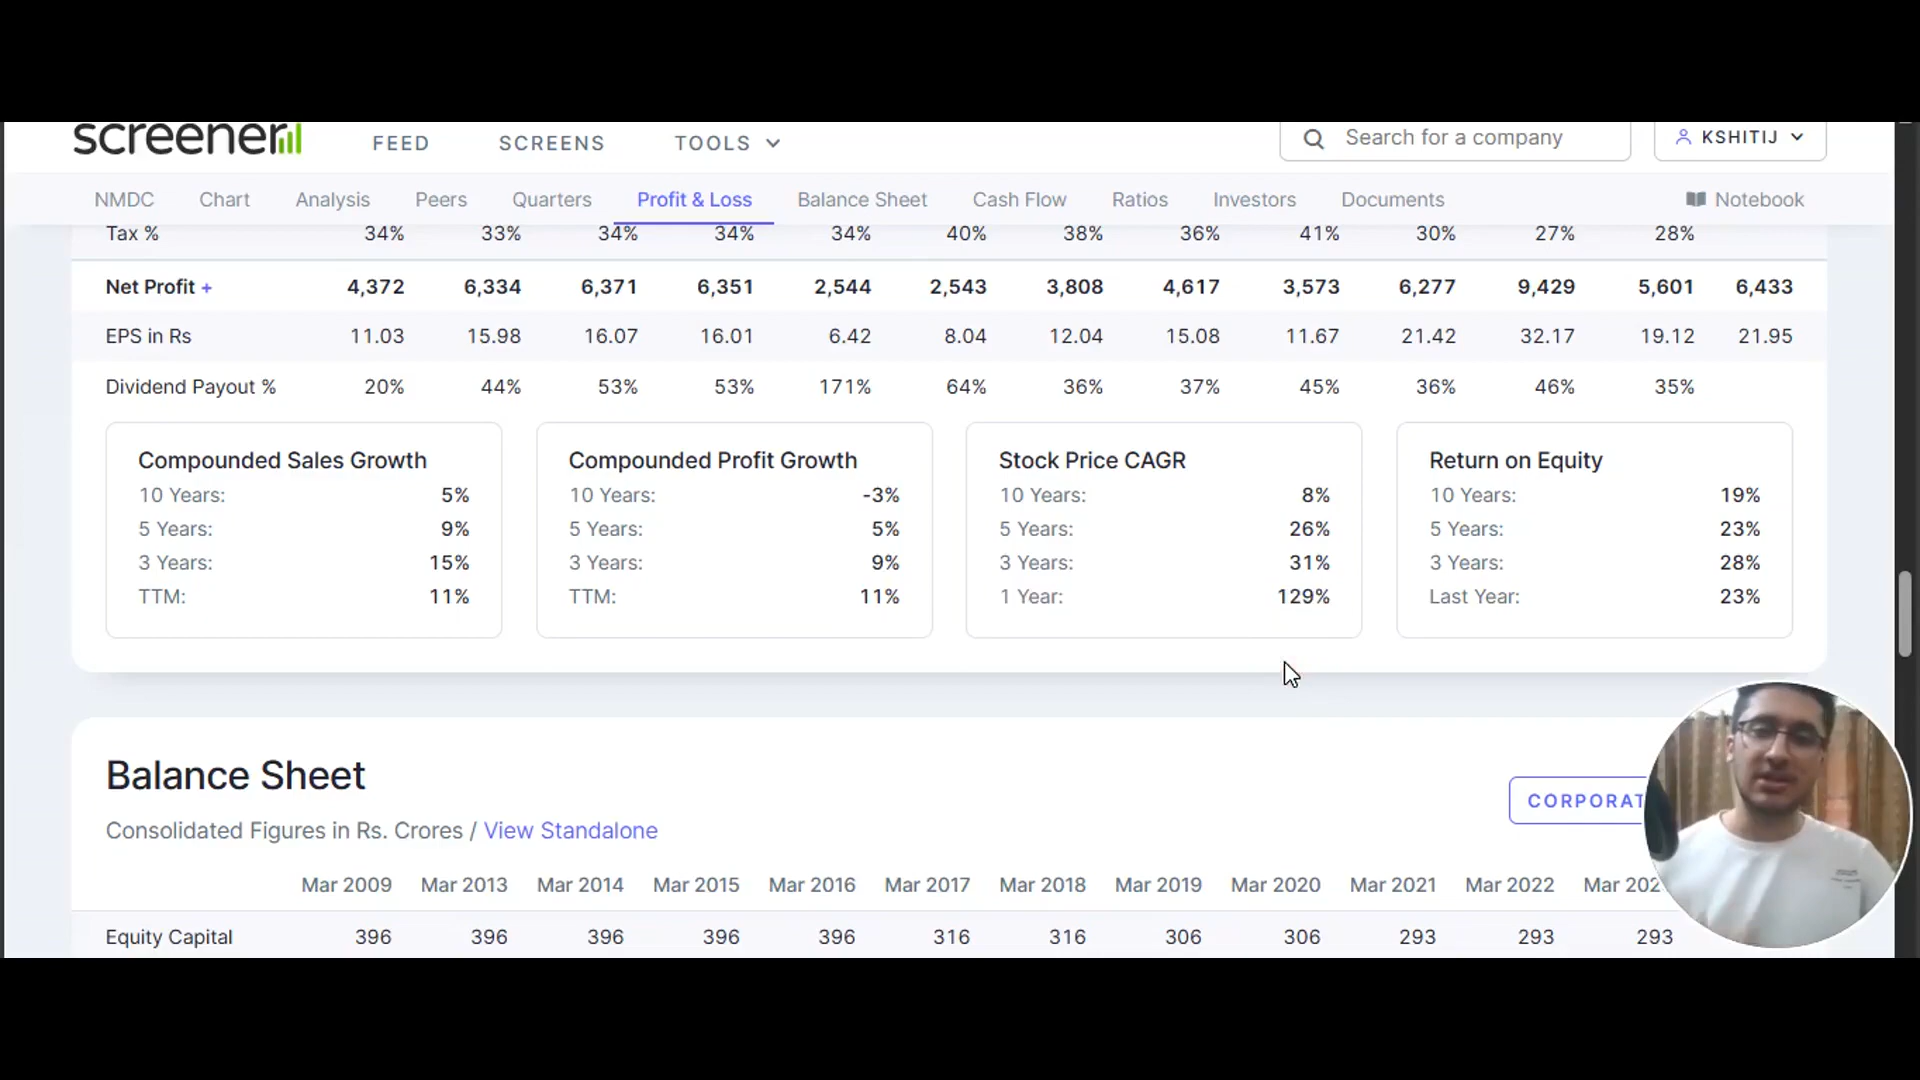 screener
FEED SCREENS TOOLS
Search for a company
KSHITIJ
NMDC Chart Analysis Peers Quarters Profit & Loss Balance Sheet Cash Flow Ratios Investors Documents Notebook
Tax % 34% 33% 34% 34% 34% 40% 38% 36% 41% 30% 27% 28%
Net Profit + 4,372 6,334 6,371 6,351 2,544 2,543 3,808 4,617 3,573 6,277 9,429 5,601 6,433
EPS in Rs 11.03 15.98 16.07 16.01 6.42 8.04 12.04 15.08 11.67 21.42 32.17 19.12 21.95
Dividend Payout % 20% 44% 53% 53% 171% 64% 36% 37% 45% 36% 46% 35%
Compounded Sales Growth
10 Years: 5%
5 Years: 9%
3 Years: 15%
TTM: 11%
Compounded Profit Growth
10 Years: -3%
5 Years: 5%
3 Years: 9%
TTM: 11%
Stock Price CAGR
10 Years: 8%
5 Years: 26%
3 Years: 31%
1 Year: 129%
Return on Equity
10 Years: 19%
5 Years: 23%
3 Years: 28%
Last Year: 23%
Balance Sheet
CORPORAT
Consolidated Figures in Rs. Crores / View Standalone
Mar 2009 Mar 2013 Mar 2014 Mar 2015 Mar 2016 Mar 2017 Mar 2018 Mar 2019 Mar 2020 Mar 2021 Mar 2022 Mar 202
Equity Capital 396 396 396 396 396 316 316 306 306 293 293 293